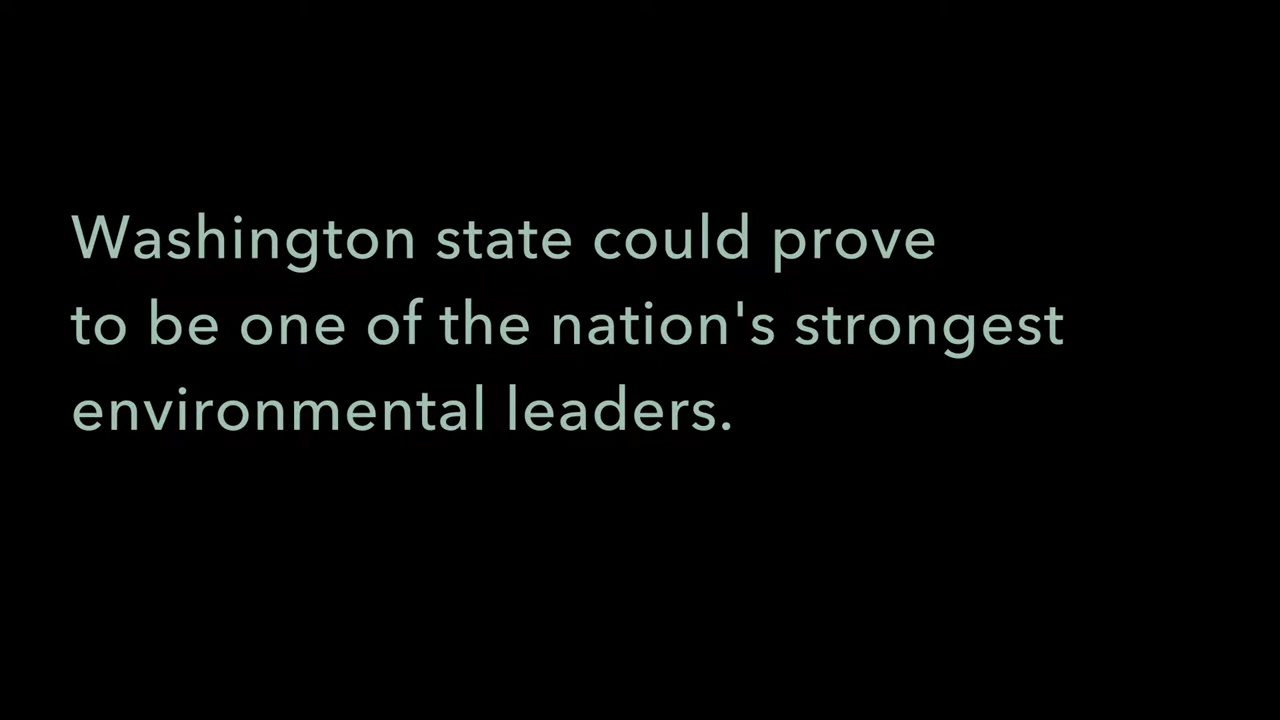 Washington state could prove
to be one of the nation's strongest
environmental leaders.